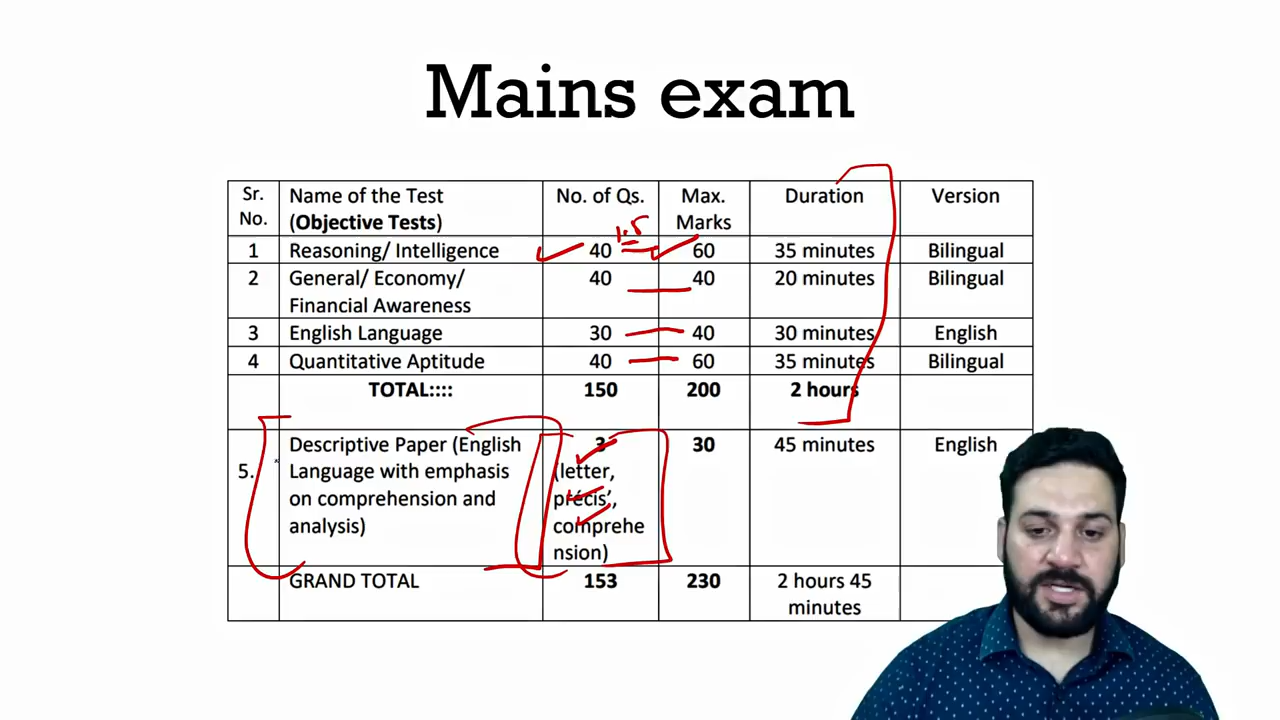 Mains exam
Sr. No. Name of the Test (Objective Tests) No. of Qs. Max. Marks Duration Version
1 Reasoning/ Intelligence 40 1.5 60 35 minutes Bilingual
2 General/ Economy/ Financial Awareness 40 40 20 minutes Bilingual
3 English Language 30 40 30 minutes English
4 Quantitative Aptitude 40 60 35 minutes Bilingual
TOTAL:::: 150 200 2 hours
5. Descriptive Paper (English Language with emphasis on comprehension and analysis) 3 (letter, précis’, comprehension) 30 45 minutes English
GRAND TOTAL 153 230 2 hours 45 minutes